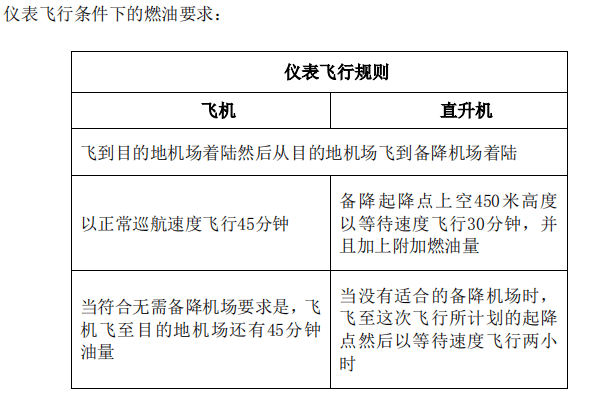 仪表飞行条件下的燃油要求：
仪表飞行规则
飞机
直升机
飞到目的地机场着陆然后从目的地机场飞到备降机场着陆
以正常巡航速度飞行45分钟
备降起降点上空450米高度
以等待速度飞行30分钟，并
且加上附加燃油量
当符合无需备降机场要求是，飞
机飞至目的地机场还有45分钟
油量
当没有适合的备降机场时，
飞至这次飞行所计划的起降
点然后以等待速度飞行两小
时